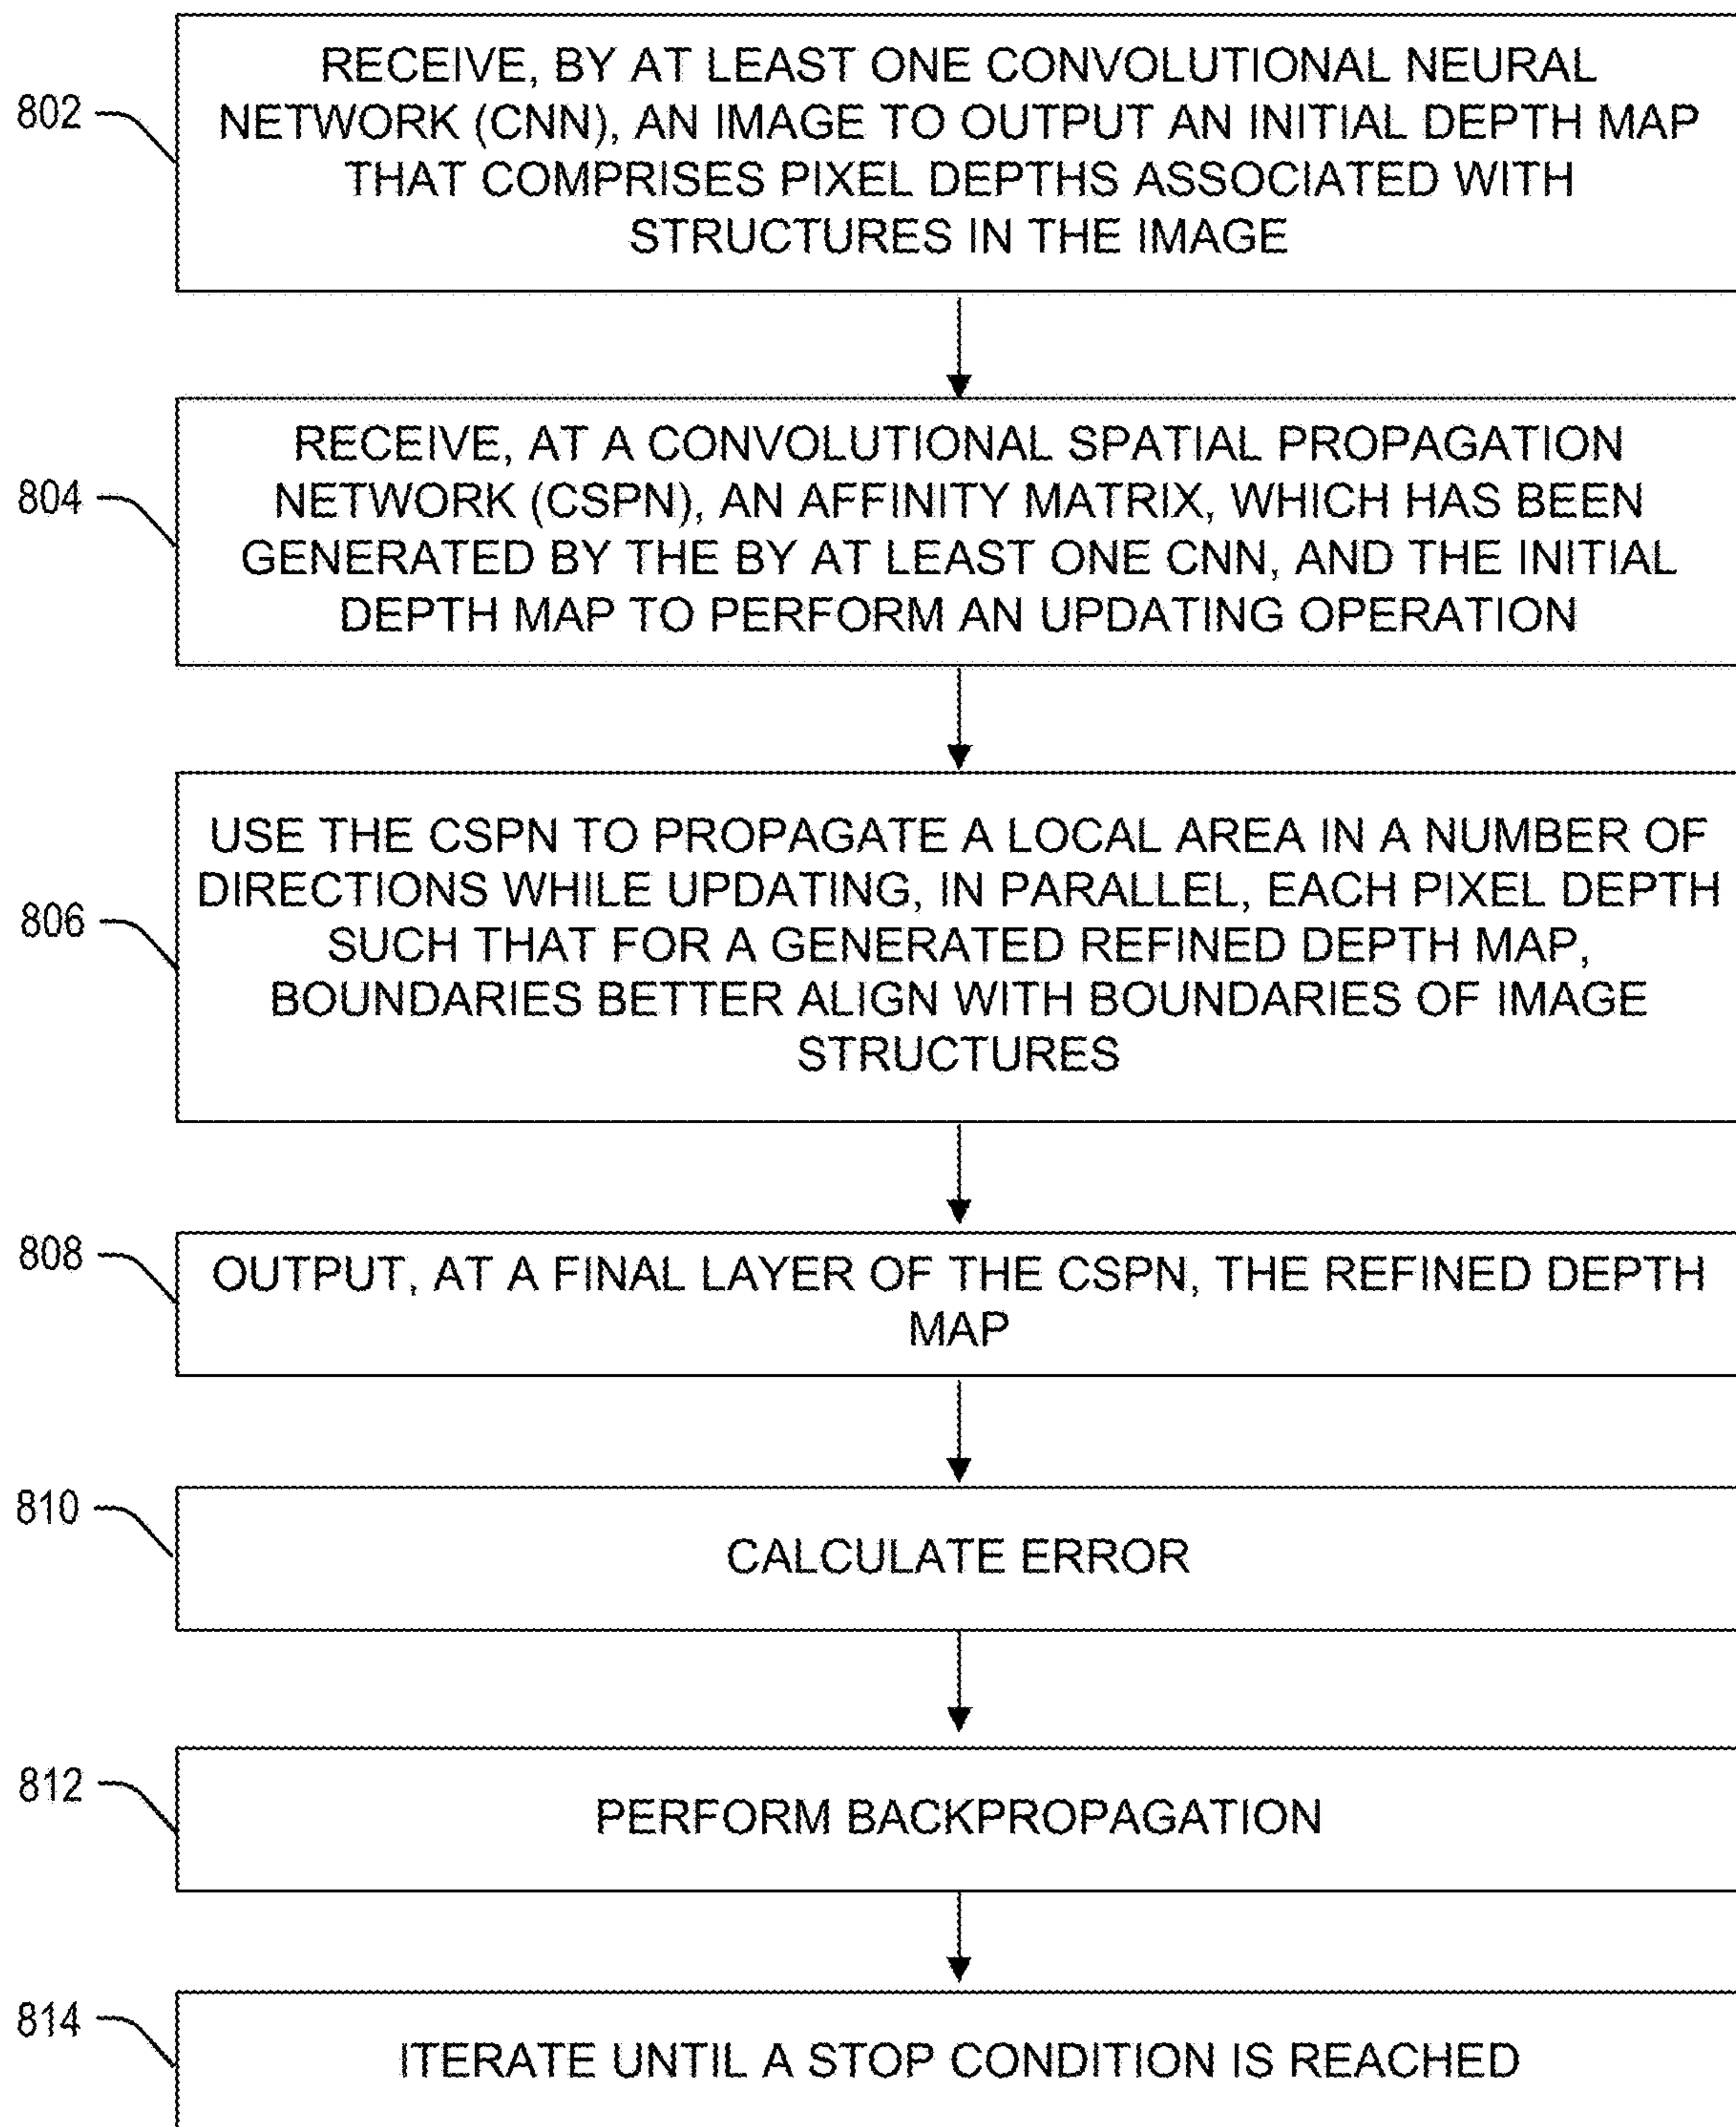 802
RECEIVE, BY AT LEAST ONE CONVOLUTIONAL NEURAL
NETWORK (CNN), AN IMAGE TO OUTPUT AN INITIAL DEPTH MAP
THAT COMPRISES PIXEL DEPTHS ASSOCIATED WITH
STRUCTURES IN THE IMAGE
804
RECEIVE, AT A CONVOLUTIONAL SPATIAL PROPAGATION
NETWORK (CSPN), AN AFFINITY MATRIX, WHICH HAS BEEN
GENERATED BY THE BY AT LEAST ONE CNN, AND THE INITIAL
DEPTH MAP TO PERFORM AN UPDATING OPERATION
806
USE THE CSPN TO PROPAGATE A LOCAL AREA IN A NUMBER OF
DIRECTIONS WHILE UPDATING, IN PARALLEL, EACH PIXEL DEPTH
SUCH THAT FOR A GENERATED REFINED DEPTH MAP,
BOUNDARIES BETTER ALIGN WITH BOUNDARIES OF IMAGE
STRUCTURES
808
OUTPUT, AT A FINAL LAYER OF THE CSPN, THE REFINED DEPTH
MAP
810
CALCULATE ERROR
812
PERFORM BACKPROPAGATION
814
ITERATE UNTIL A STOP CONDITION IS REACHED